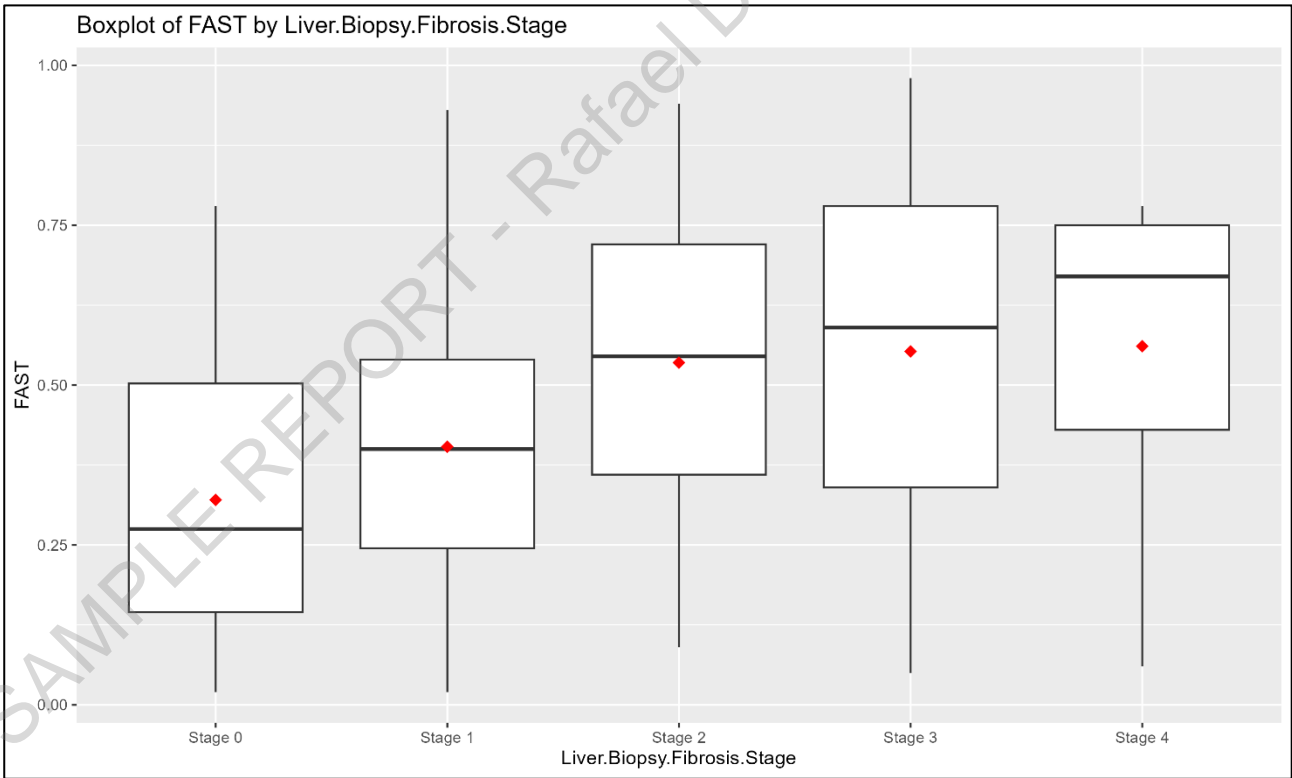 Boxplot of FAST by Liver.Biopsy.Fibrosis.Stage
1.00
0.75
0.50
0.25
0.00
FAST
Stage 0 Stage 1 Stage 2 Stage 3 Stage 4
Liver.Biopsy.Fibrosis.Stage
SAMPLE REPORT - Rafael